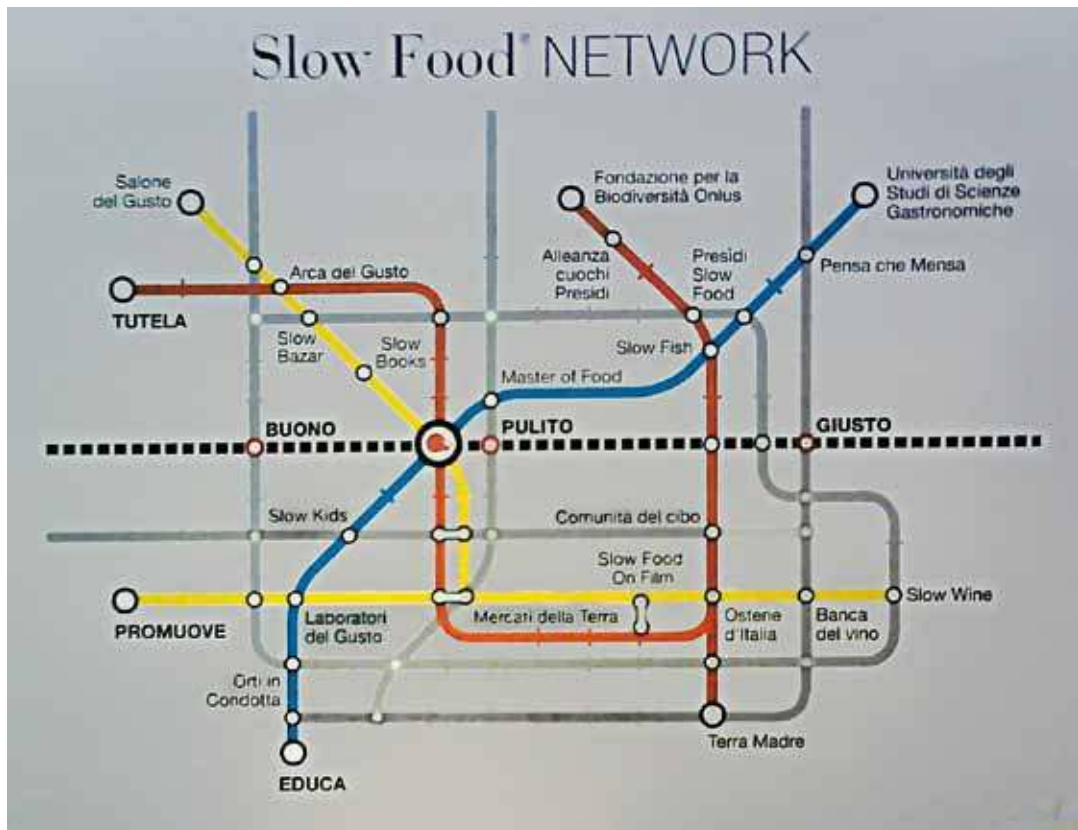 Slow Food® NETWORK
Salone
del Gusto
Fondazione per la
Biodiversità Onlus
Università degli
Studi di Scienze
Gastronomiche
Arca del Gusto
Alleanza
cuochi
Presìdi
Presìdi
Slow
Food
Pensa che Mensa
TUTELA
Slow
Bazar
Slow
Books
Slow Fish
Master of Food
BUONO
PULITO
GIUSTO
Slow Kids
Comunità del cibo
Slow Food
On Film
Slow Wine
PROMUOVE
Laboratori
del Gusto
Mercati della Terra
Osterie
d'Italia
Banca
del vino
Orti in
Condotta
Terra Madre
EDUCA